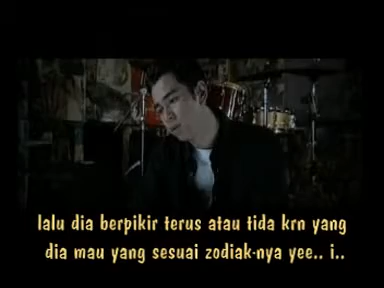 lalu dia berpikir terus atau tida krn yang
dia mau yang sesuai zodiak-nya yee.. i..